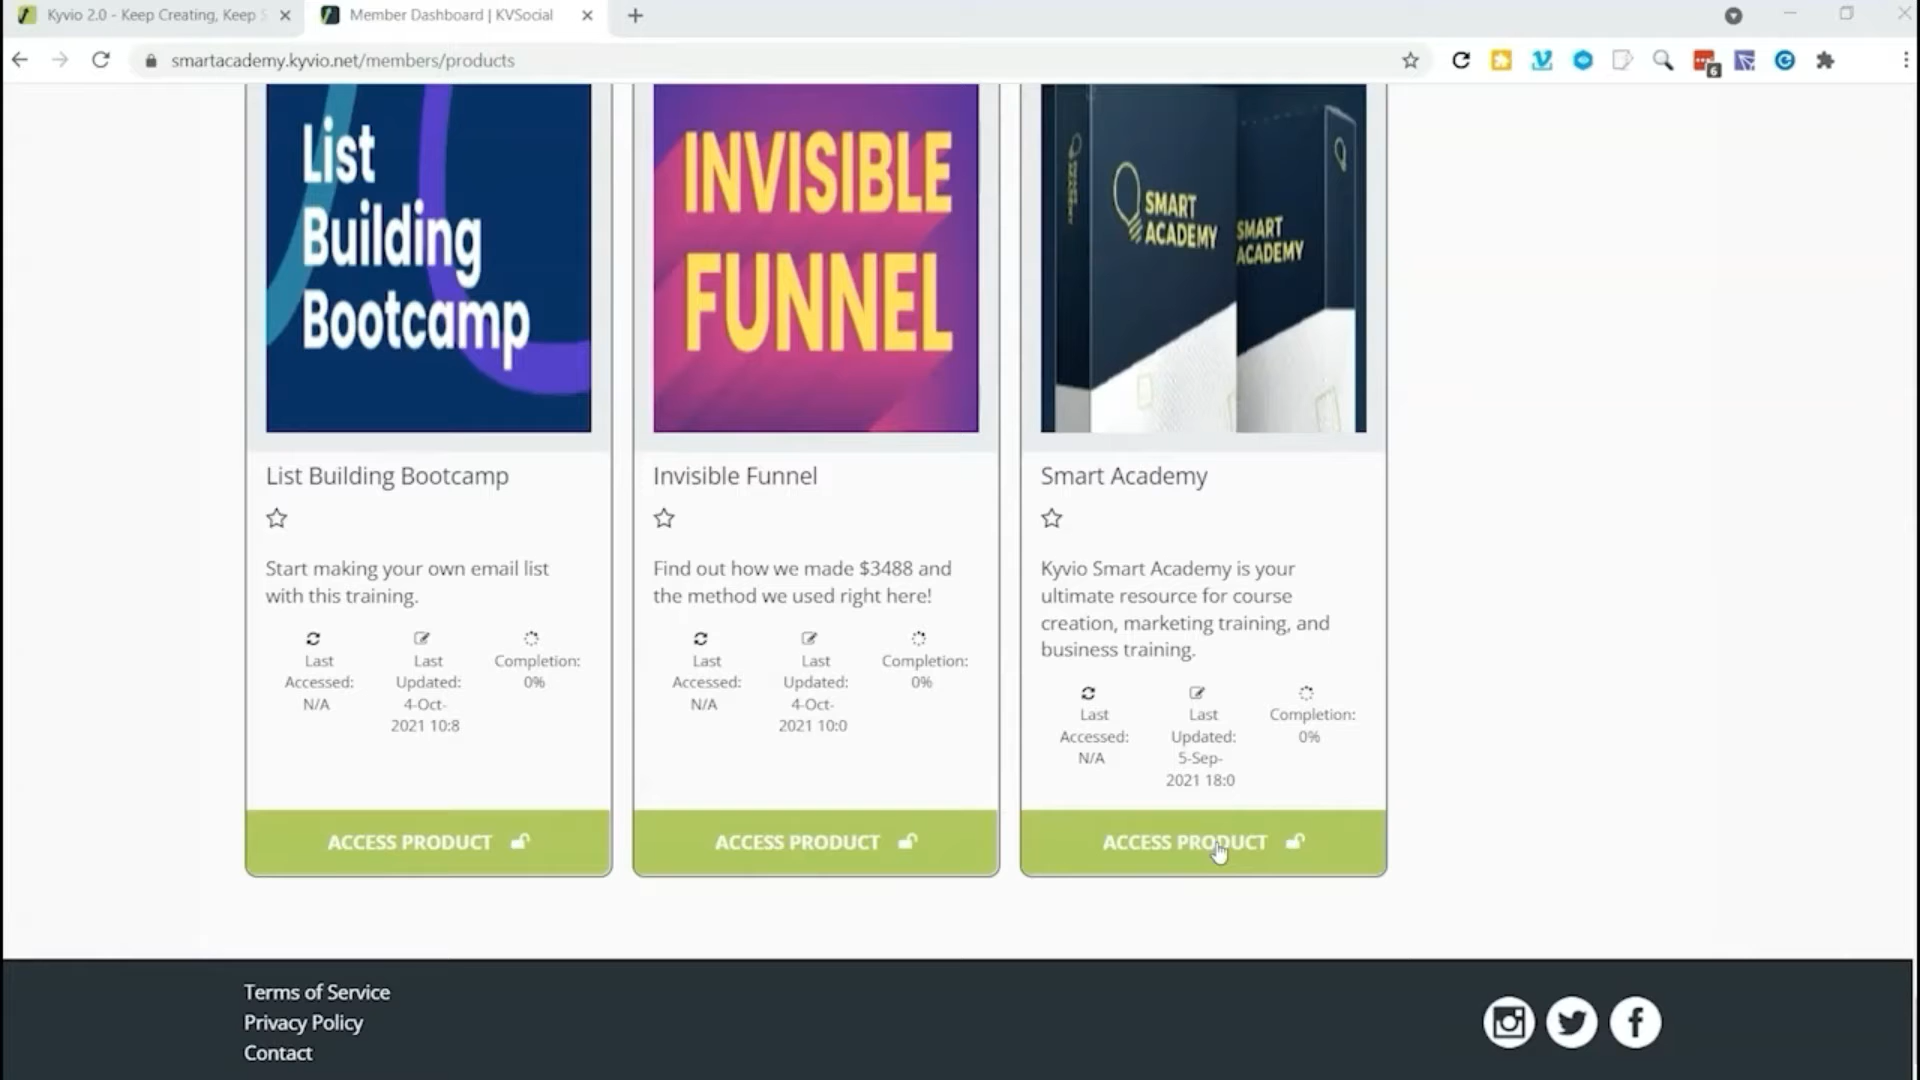 Kyvio 2.0 - Keep Creating, Keep S
Member Dashboard | KVSocial
smartacademy.kyvio.net/members/products
6
List
Building
Bootcamp
INVISIBLE
FUNNEL
SMART
ACADEMY
SMART
ACADEMY
List Building Bootcamp
Start making your own email list
with this training.
Last
Accessed:
N/A
Last
Updated:
4-Oct-
2021 10:8
Completion:
0%
ACCESS PRODUCT
Invisible Funnel
Find out how we made $3488 and
the method we used right here!
Last
Accessed:
N/A
Last
Updated:
4-Oct-
2021 10:0
Completion:
0%
ACCESS PRODUCT
Smart Academy
Kyvio Smart Academy is your
ultimate resource for course
creation, marketing training, and
business training.
Last
Accessed:
N/A
Last
Updated:
5-Sep-
2021 18:0
Completion:
0%
ACCESS PRODUCT
Terms of Service
Privacy Policy
Contact